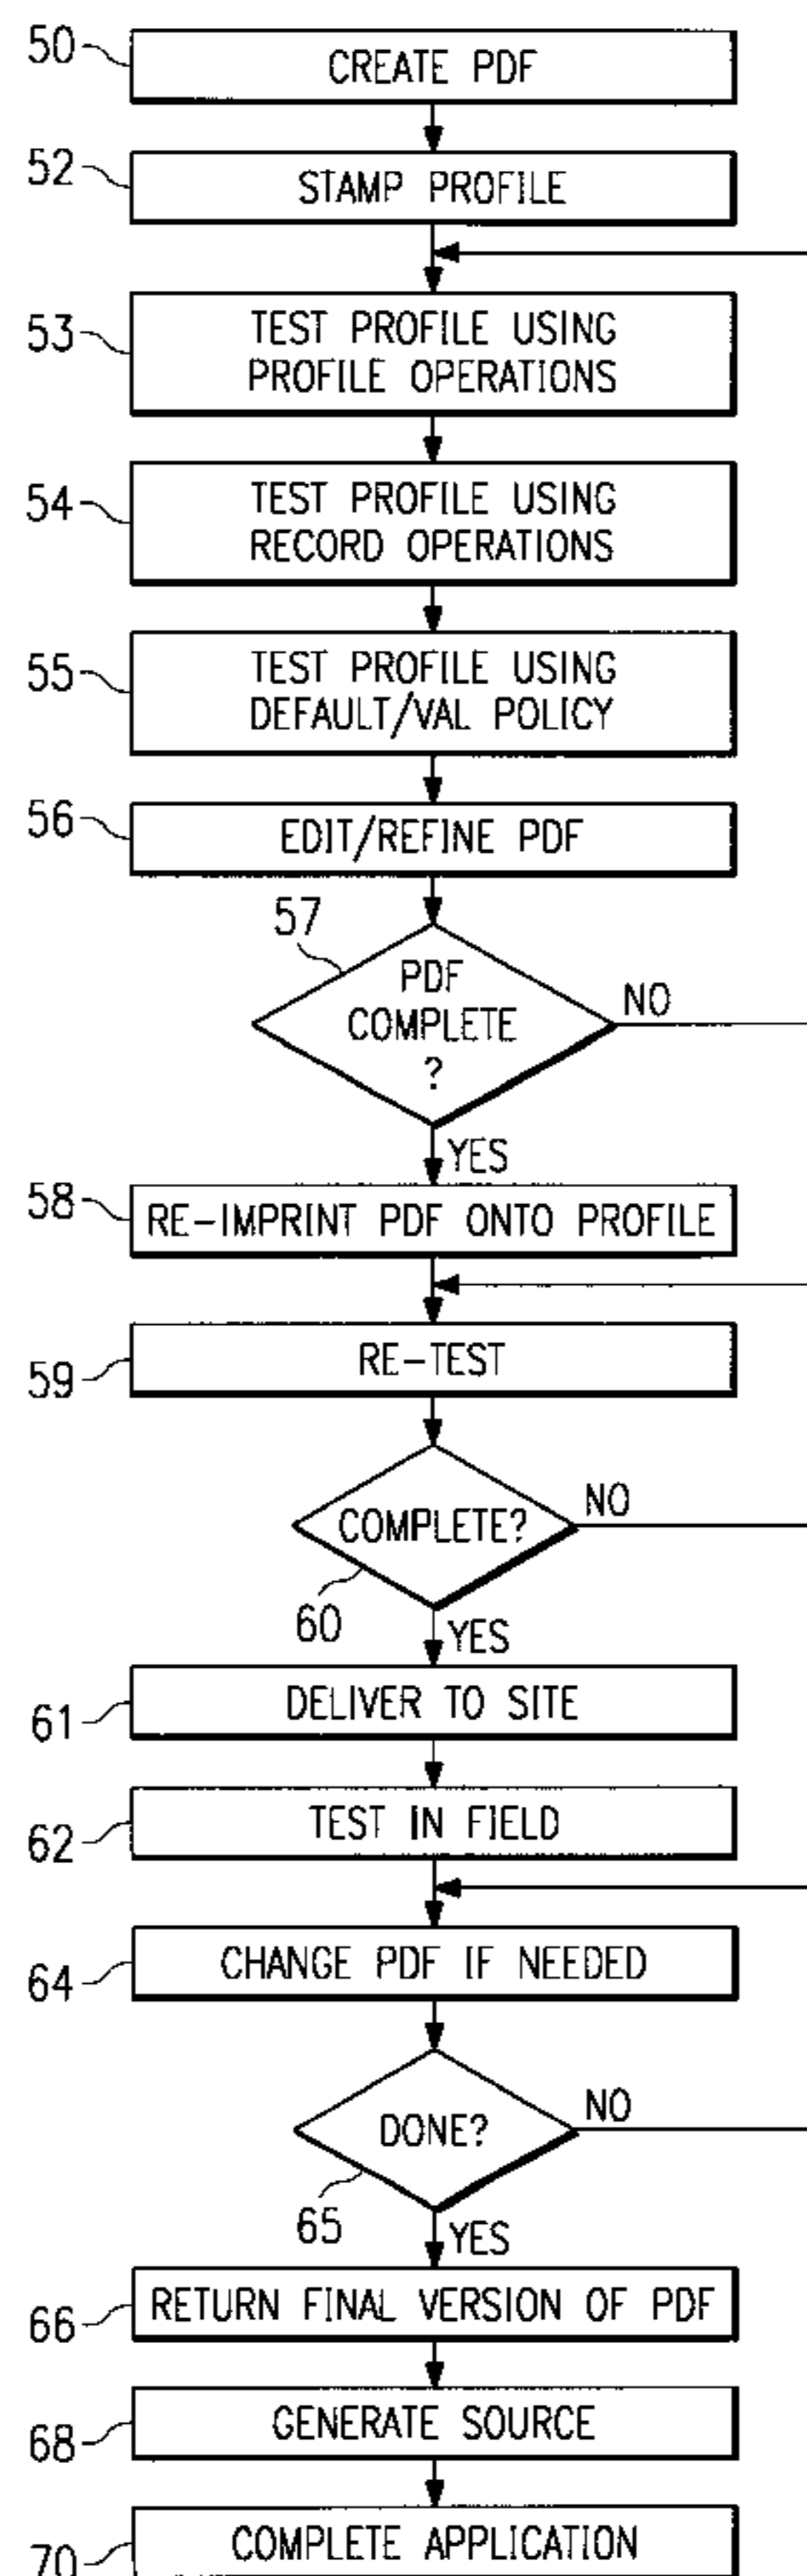 50
CREATE PDF
52
STAMP PROFILE
53
TEST PROFILE USING
PROFILE OPERATIONS
54
TEST PROFILE USING
RECORD OPERATIONS
55
TEST PROFILE USING
DEFAULT/VAL POLICY
56
EDIT/REFINE PDF
57
PDF
COMPLETE
?
NO
YES
58
RE-IMPRINT PDF ONTO PROFILE
59
RE-TEST
COMPLETE?
NO
60
YES
61
DELIVER TO SITE
62
TEST IN FIELD
64
CHANGE PDF IF NEEDED
DONE?
NO
65
YES
66
RETURN FINAL VERSION OF PDF
68
GENERATE SOURCE
70
COMPLETE APPLICATION